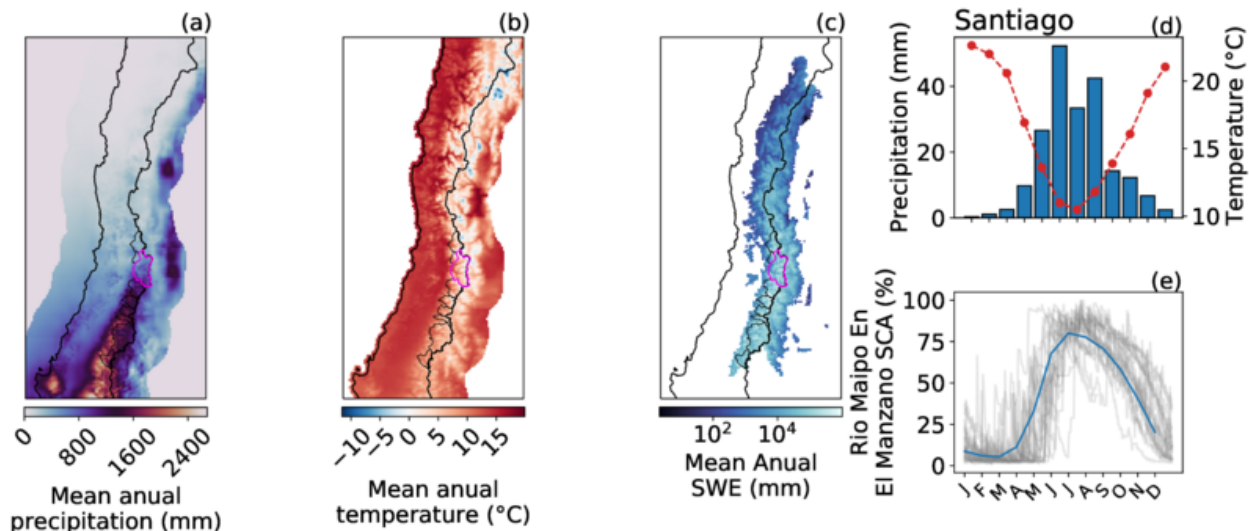 (a)
0
800
1600
2400
Mean anual
precipitation (mm)
(b)
−10
−5
0
5
10
15
Mean anual
temperature (°C)
(c)
10²
10⁴
Mean Anual
SWE (mm)
Santiago (d)
Precipitation (mm)
40
20
0
Temperature (°C)
20
15
10
(e)
Rio Maipo En
El Manzano SCA (%)
100
75
50
25
0
J
F
M
A
M
J
J
A
S
O
N
D